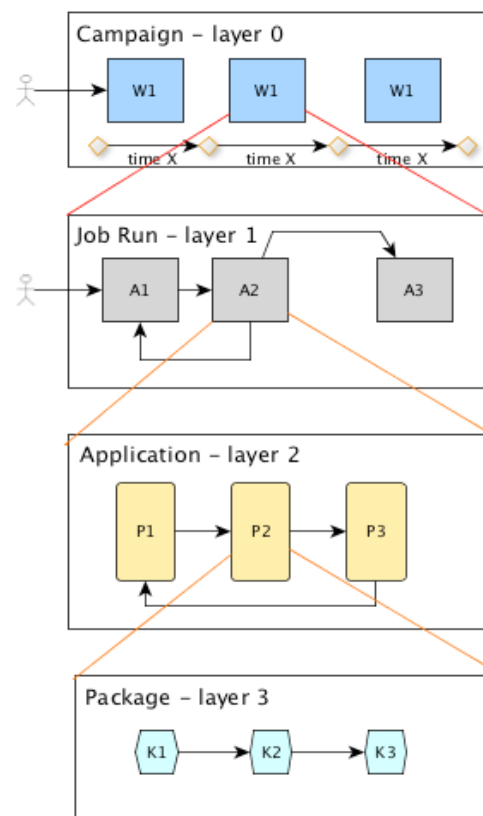 Campaign – layer 0
W1 W1 W1
time X time X time X
Job Run – layer 1
A1 A2 A3
Application – layer 2
P1 P2 P3
Package – layer 3
K1 K2 K3